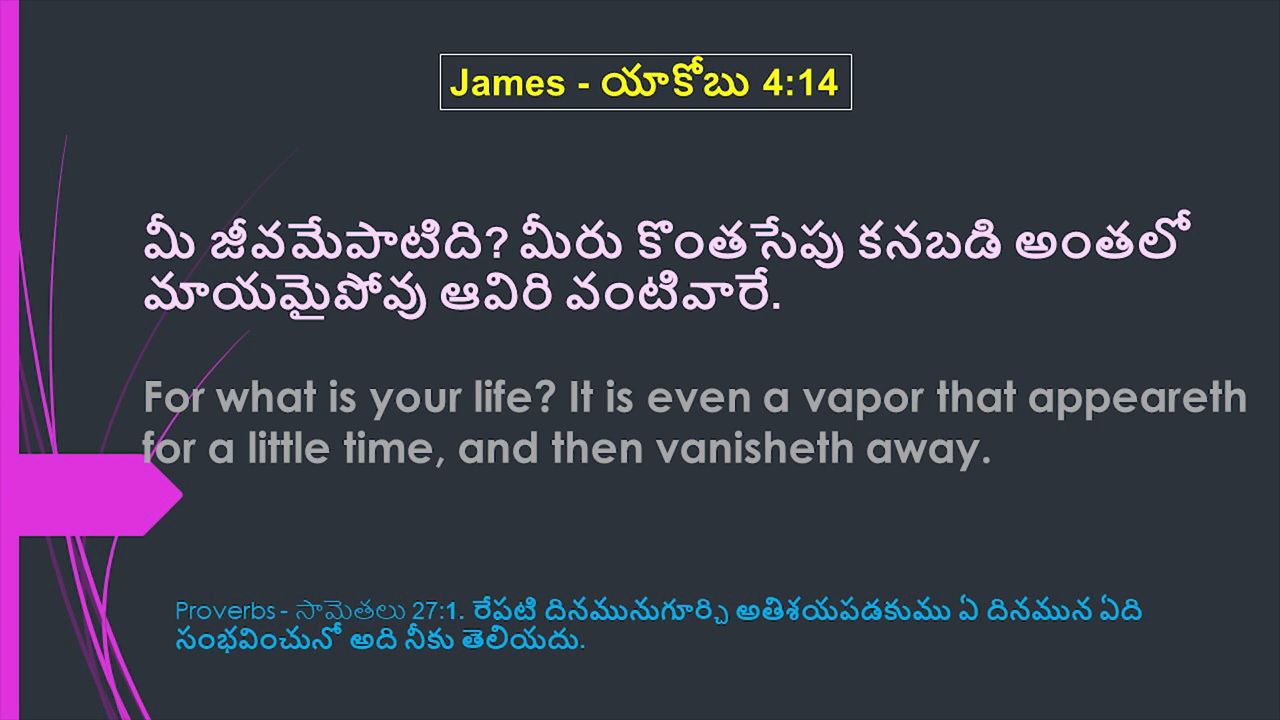 James - యాకోబు 4:14
మీ జీవమేపాటిది? మీరు కొంతసేపు కనబడి అంతలో
మాయమైపోవు ఆవిరి వంటివారే.
For what is your life? It is even a vapor that appeareth
for a little time, and then vanisheth away.
Proverbs - సామెతలు 27:1. రేపటి దినమునుగూర్చి అతిశయపడకుము ఏ దినమున ఏది
సంభవించునో అది నీకు తెలియదు.